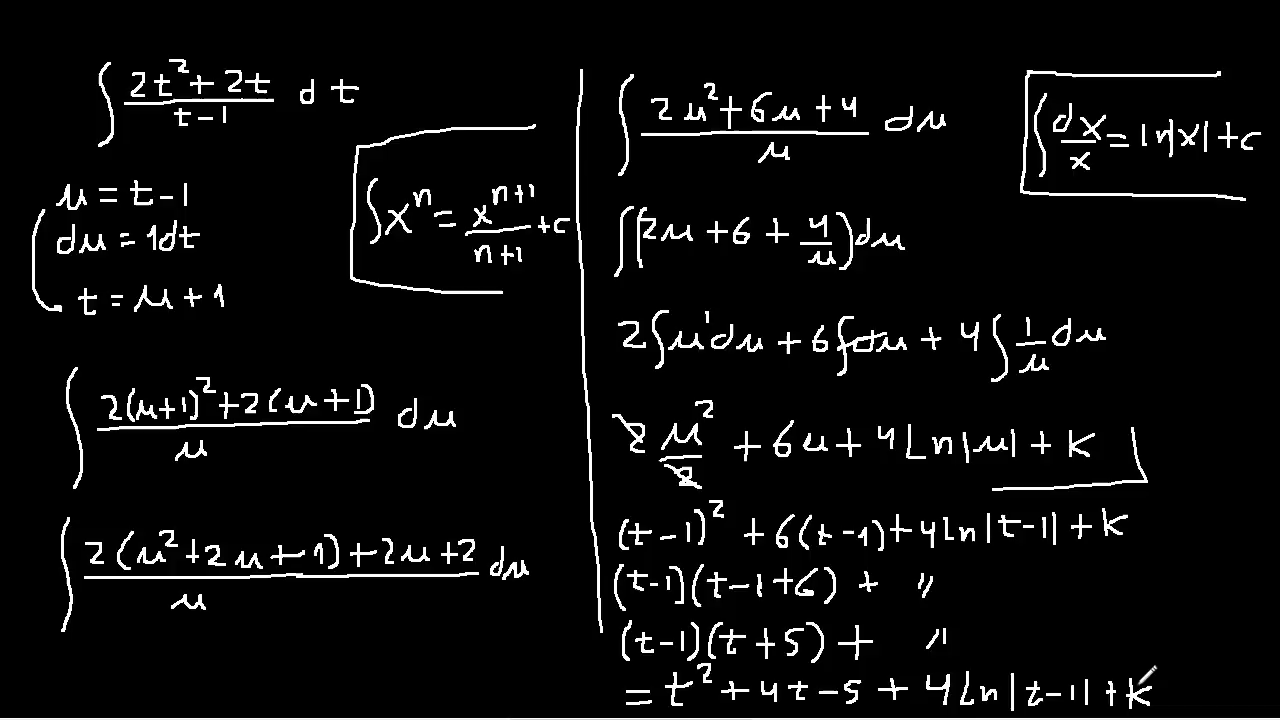 ∫ (2t² + 2t)/(t-1) dt
u = t-1
du = 1dt
t = u + 1
∫xⁿ = xⁿ⁺¹/(n+1) + c
∫ (2(u+1)² + 2(u+1))/u du
∫ (2(u² + 2u + 1) + 2u + 2)/u du
∫ (2u² + 6u + 4)/u du
∫ dx/x = ln|x| + c
∫(2u + 6 + 4/u)du
2∫u¹du + 6∫du + 4∫1/u du
2 u²/2 + 6u + 4Ln|u| + k
(t-1)² + 6(t-1) + 4ln|t-1| + k
(t-1)(t-1+6) + "
(t-1)(t+5) + "
= t² + 4t - 5 + 4Ln|t-1| + k